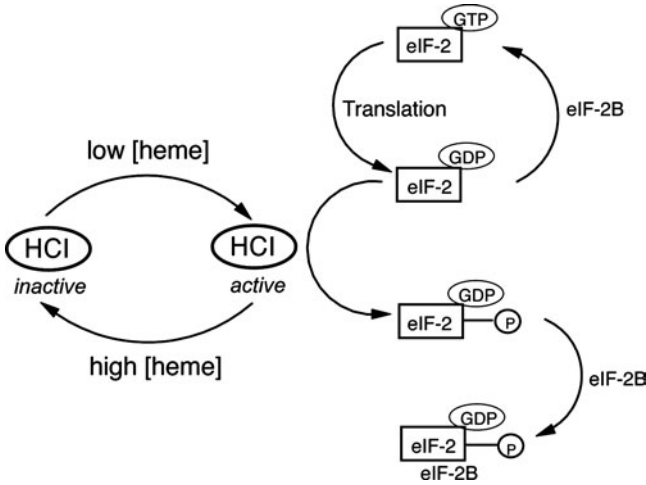 GTP
eIF-2
Translation
eIF-2B
GDP
eIF-2
low [heme]
HCI
inactive
HCI
active
high [heme]
GDP
eIF-2
P
eIF-2B
GDP
eIF-2
P
eIF-2B